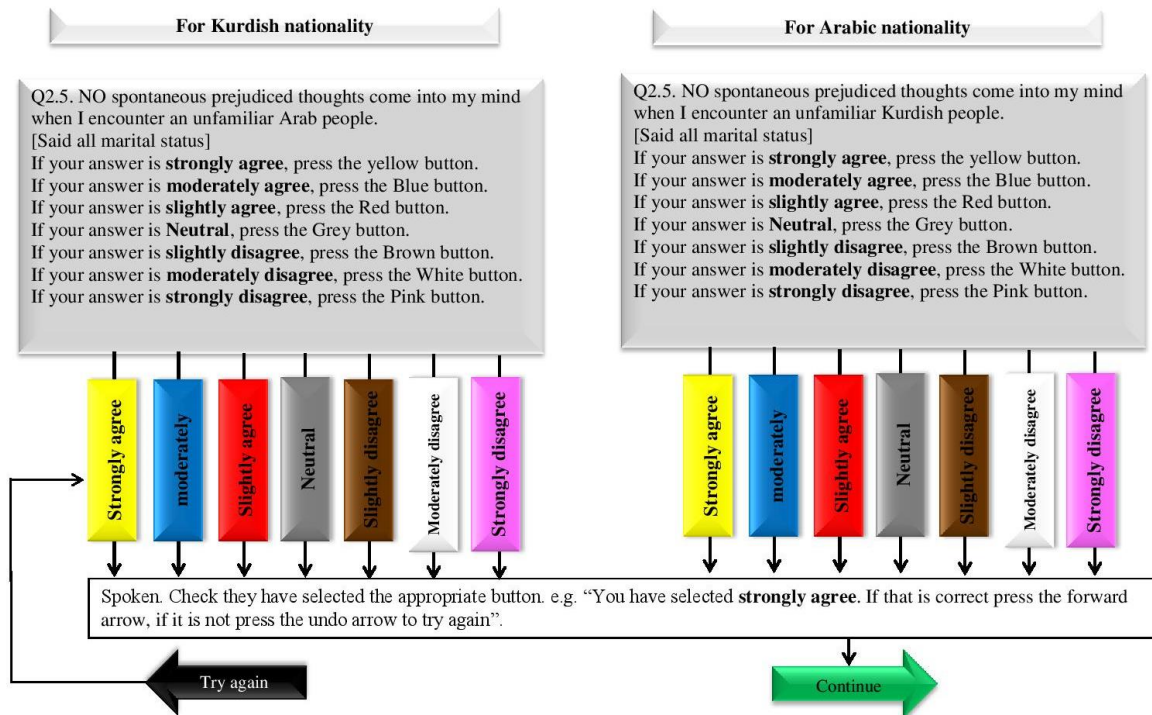 For Kurdish nationality
Q2.5. NO spontaneous prejudiced thoughts come into my mind
when I encounter an unfamiliar Arab people.
[Said all marital status]
If your answer is strongly agree, press the yellow button.
If your answer is moderately agree, press the Blue button.
If your answer is slightly agree, press the Red button.
If your answer is Neutral, press the Grey button.
If your answer is slightly disagree, press the Brown button.
If your answer is moderately disagree, press the White button.
If your answer is strongly disagree, press the Pink button.
Strongly agree
moderately
Slightly agree
Neutral
Slightly disagree
Moderately disagree
Strongly disagree
For Arabic nationality
Q2.5. NO spontaneous prejudiced thoughts come into my mind
when I encounter an unfamiliar Kurdish people.
[Said all marital status]
If your answer is strongly agree, press the yellow button.
If your answer is moderately agree, press the Blue button.
If your answer is slightly agree, press the Red button.
If your answer is Neutral, press the Grey button.
If your answer is slightly disagree, press the Brown button.
If your answer is moderately disagree, press the White button.
If your answer is strongly disagree, press the Pink button.
Strongly agree
moderately
Slightly agree
Neutral
Slightly disagree
Moderately disagree
Strongly disagree
Spoken. Check they have selected the appropriate button. e.g. “You have selected strongly agree. If that is correct press the forward
arrow, if it is not press the undo arrow to try again”.
Try again
Continue